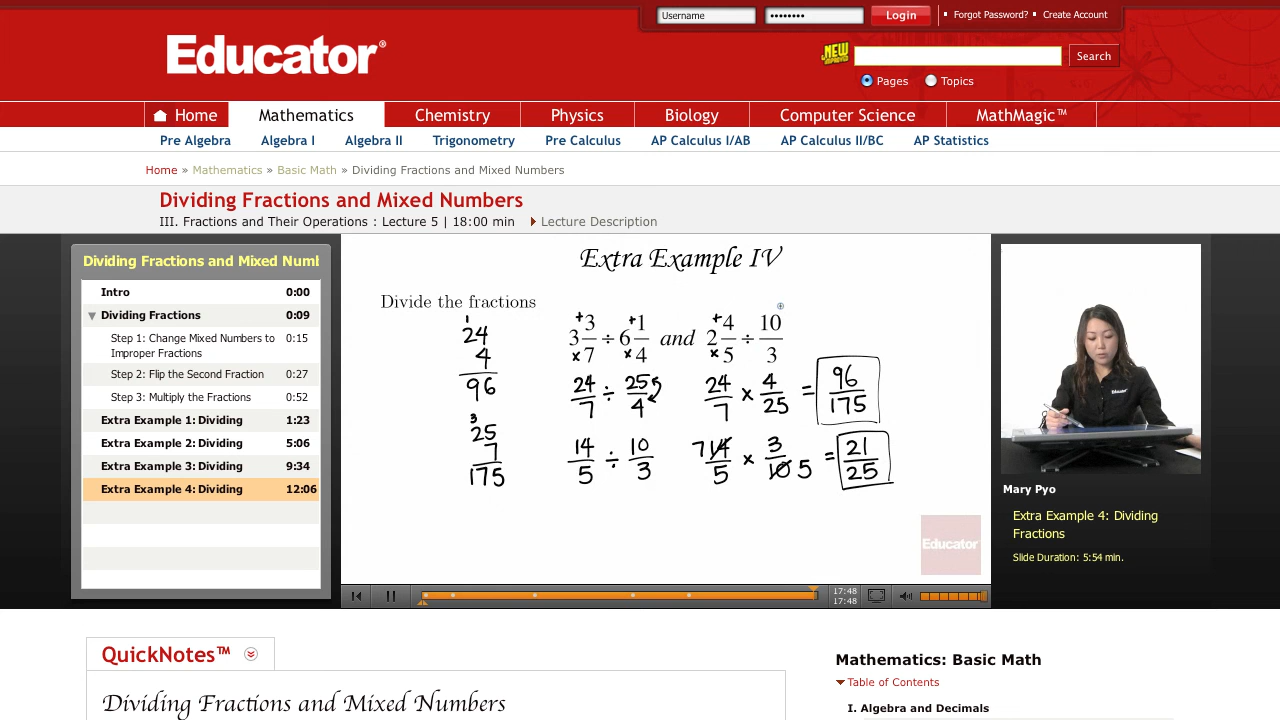 Username •••••••• Login Forgot Password? Create Account
Educator®
NEW Search
Pages Topics
Home Mathematics Chemistry Physics Biology Computer Science MathMagic™
Pre Algebra Algebra I Algebra II Trigonometry Pre Calculus AP Calculus I/AB AP Calculus II/BC AP Statistics
Home » Mathematics » Basic Math » Dividing Fractions and Mixed Numbers
Dividing Fractions and Mixed Numbers
III. Fractions and Their Operations : Lecture 5 | 18:00 min Lecture Description
Dividing Fractions and Mixed Numb
Intro 0:00
Dividing Fractions 0:09
Step 1: Change Mixed Numbers to 0:15
Improper Fractions
Step 2: Flip the Second Fraction 0:27
Step 3: Multiply the Fractions 0:52
Extra Example 1: Dividing 1:23
Extra Example 2: Dividing 5:06
Extra Example 3: Dividing 9:34
Extra Example 4: Dividing 12:06
Extra Example IV
Divide the fractions
3 + 3/7 ÷ 6 + 1/4 and 2 + 4/5 ÷ 10/3
× × ×
1
24
4
96
3
25
7
175
24/7 ÷ 25/4 24/7 × 4/25 = 96/175
14/5 ÷ 10/3 7 14/5 × 3/10 5 = 21/25
Educator
17:48
17:48
Educator
Mary Pyo
Extra Example 4: Dividing
Fractions
Slide Duration: 5:54 min.
QuickNotes™
Dividing Fractions and Mixed Numbers
Mathematics: Basic Math
Table of Contents
I. Algebra and Decimals